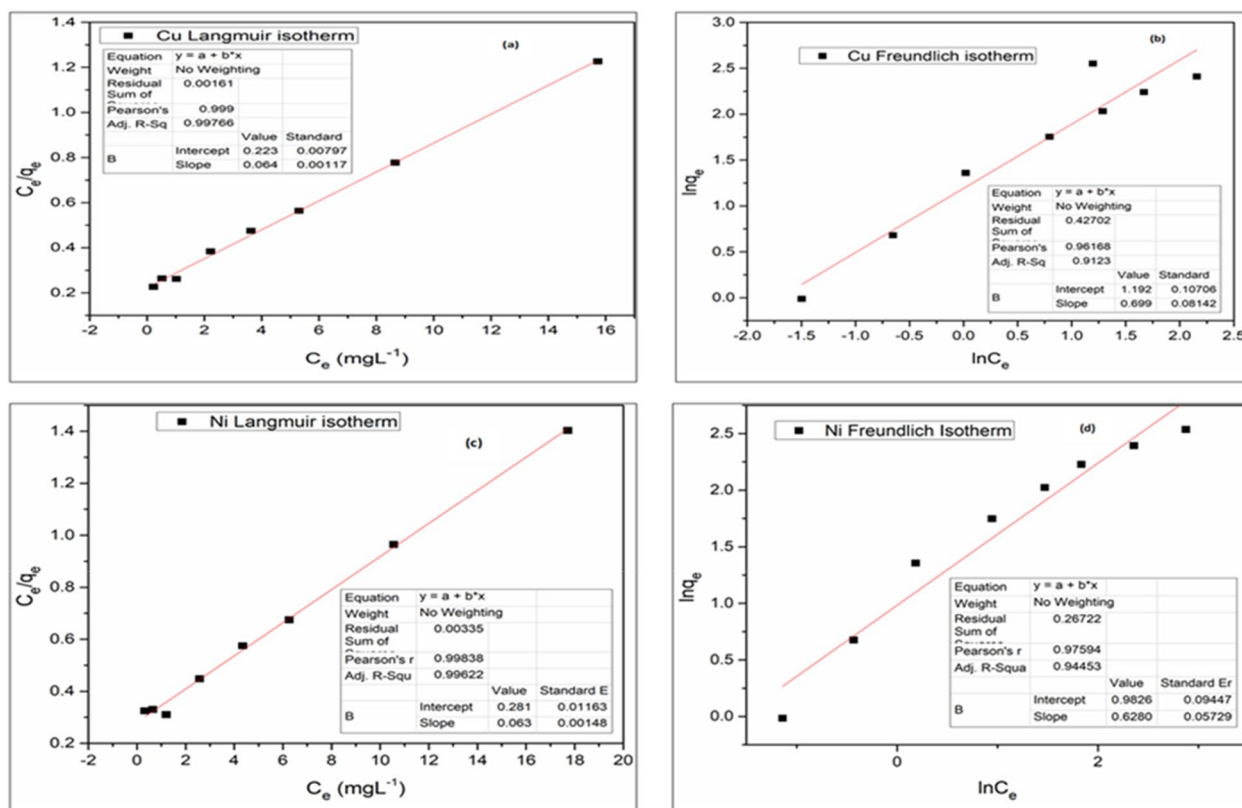 Cu Langmuir isotherm
(a)
Equation y = a + b*x
Weight No Weighting
Residual 0.00161
Sum of
Pearson's 0.999
Adj. R-Sq 0.99766
Value Standard
B
Intercept 0.223 0.00797
Slope 0.064 0.00117
1.4
1.2
1.0
0.8
0.6
0.4
0.2
Ce/qe
-2 0 2 4 6 8 10 12 14 16
Ce (mgL-1)
Cu Freundlich isotherm
(b)
3.0
2.5
2.0
1.5
1.0
0.5
0.0
lnqe
Equation y = a + b*x
Weight No Weighting
Residual 0.42702
Sum of
Pearson's 0.96168
Adj. R-Sq 0.9123
Value Standard
B
Intercept 1.192 0.10706
Slope 0.699 0.08142
-1.5 -1.0 -0.5 0.0 0.5 1.0 1.5 2.0 2.5
lnCe
Ni Langmuir isotherm
(c)
1.4
1.2
1.0
0.8
0.6
0.4
0.2
Ce/qe
Equation y = a + b*x
Weight No Weighting
Residual 0.00335
Sum of
Pearson's r 0.99838
Adj. R-Squ 0.99622
Value Standard E
B
Intercept 0.281 0.01163
Slope 0.063 0.00148
-2 0 2 4 6 8 10 12 14 16 18 20
Ce (mgL-1)
Ni Freundlich Isotherm
(d)
2.5
2.0
1.5
1.0
0.5
0.0
lnqe
Equation y = a + b*x
Weight No Weighting
Residual 0.26722
Sum of
Pearson's r 0.97594
Adj. R-Squa 0.94453
Value Standard Er
B
Intercept 0.9826 0.09447
Slope 0.6280 0.05729
0 2
lnCe